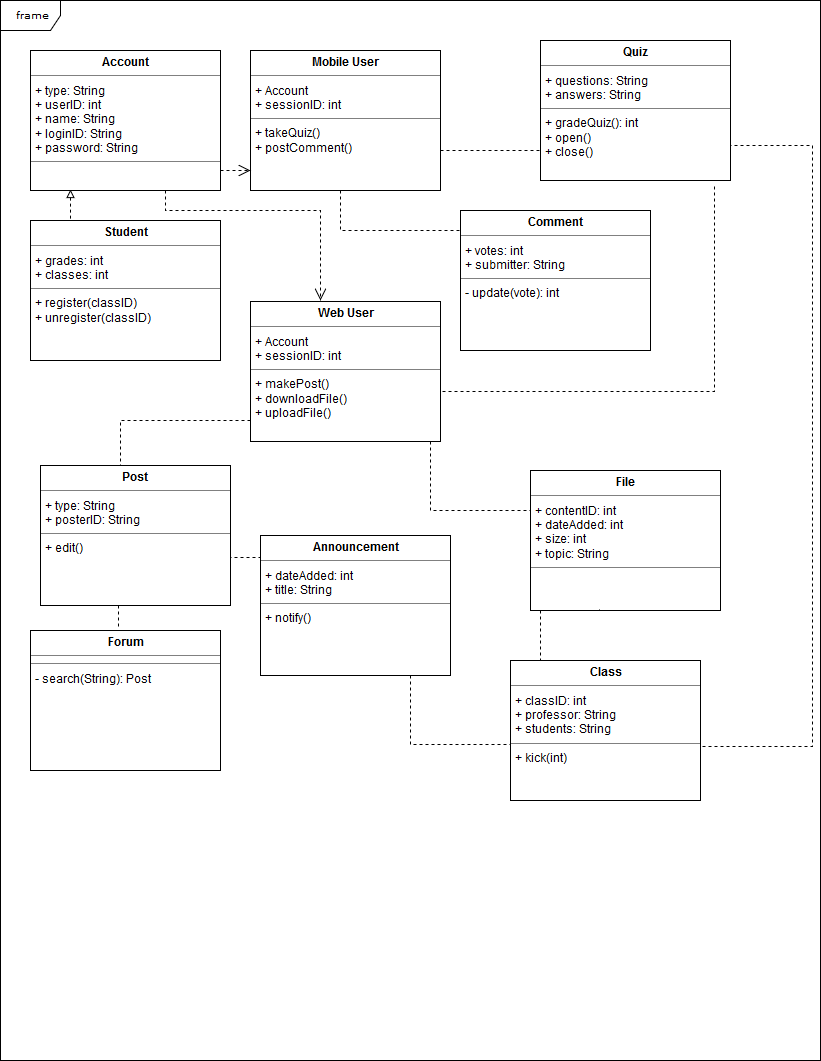 frame
Account
+ type: String
+ userID: int
+ name: String
+ loginID: String
+ password: String
Mobile User
+ Account
+ sessionID: int
+ takeQuiz()
+ postComment()
Quiz
+ questions: String
+ answers: String
+ gradeQuiz(): int
+ open()
+ close()
Student
+ grades: int
+ classes: int
+ register(classID)
+ unregister(classID)
Comment
+ votes: int
+ submitter: String
- update(vote): int
Web User
+ Account
+ sessionID: int
+ makePost()
+ downloadFile()
+ uploadFile()
Post
+ type: String
+ posterID: String
+ edit()
File
+ contentID: int
+ dateAdded: int
+ size: int
+ topic: String
Announcement
+ dateAdded: int
+ title: String
+ notify()
Forum
- search(String): Post
Class
+ classID: int
+ professor: String
+ students: String
+ kick(int)